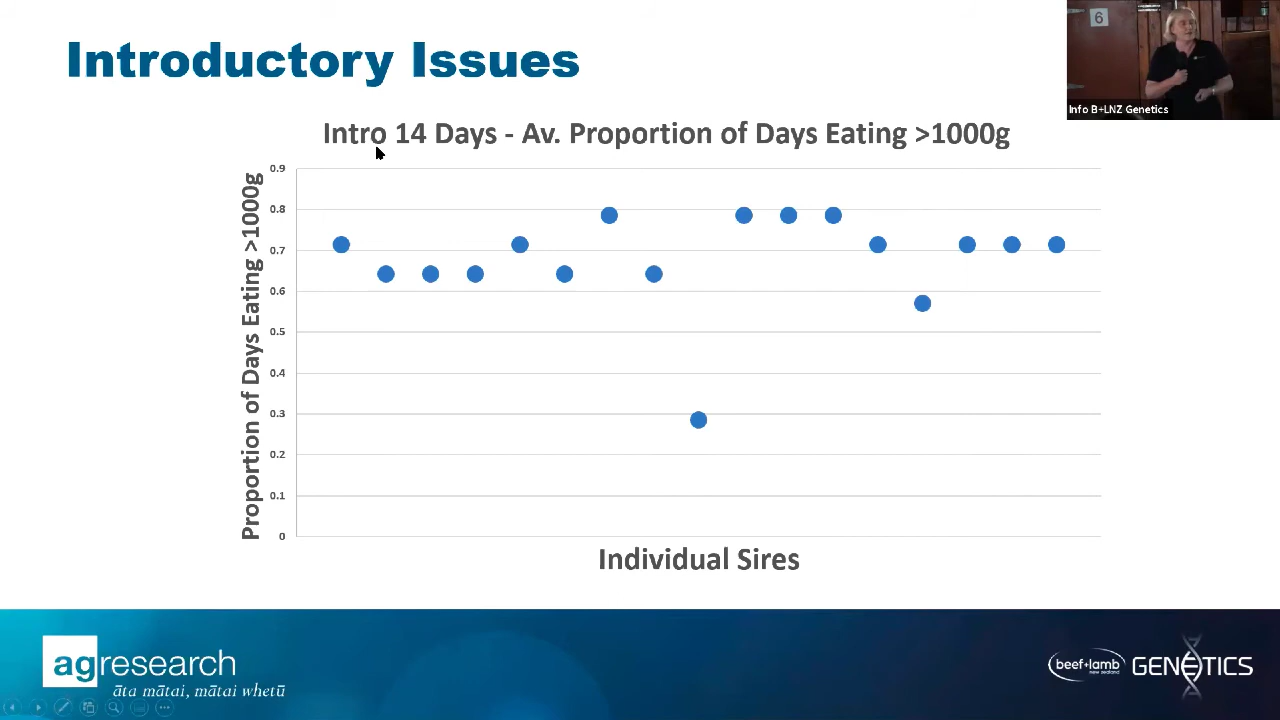 Introductory Issues
6
Info B+LNZ Genetics
Intro 14 Days - Av. Proportion of Days Eating >1000g
Proportion of Days Eating >1000g
0.9
0.8
0.7
0.6
0.5
0.4
0.3
0.2
0.1
0
Individual Sires
agresearch
āta mātai, mātai whetū
beef+lamb
new zealand
GENETICS